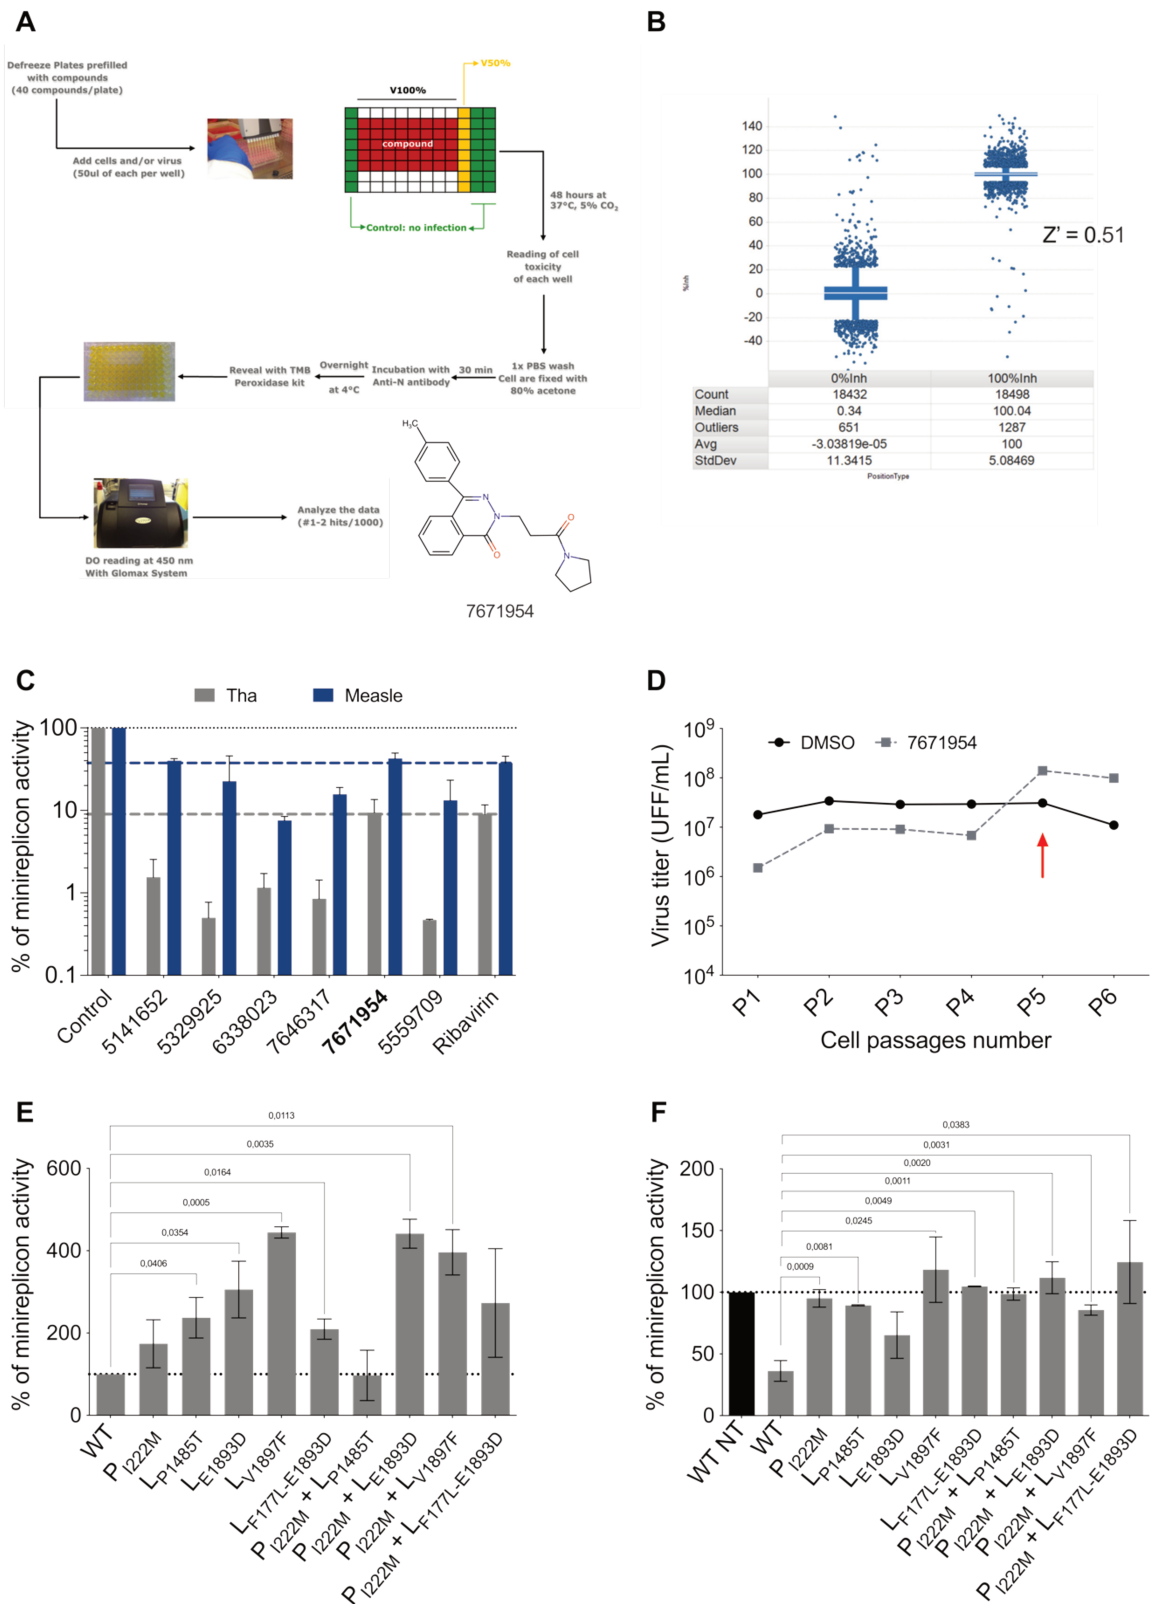 A
Defreeze Plates prefilled
with compounds
(40 compounds/plate)
Add cells and/or virus
(50ul of each per well)
V100%
V50%
compound
Control: no infection
48 hours at
37°C, 5% CO2
Reading of cell
toxicity
of each well
1x PBS wash
Cell are fixed with
80% acetone
30 min
Incubation with
Anti-N antibody
Overnight
at 4°C
Reveal with TMB
Peroxidase kit
DO reading at 450 nm
With Glomax System
Analyze the data
(#1-2 hits/1000)
H3C
N
N
O
O
N
7671954
B
%Inh
140
120
100
80
60
40
20
0
-20
-40
Z' = 0.51
0%Inh 100%Inh
Count 18432 18498
Median 0.34 100.04
Outliers 651 1287
Avg -3.03819e-05 100
StdDev 11.3415 5.08469
PositionType
C
Tha Measle
% of minireplicon activity
100
10
1
0.1
Control
5141652
5329925
6338023
7646317
7671954
5559709
Ribavirin
D
DMSO 7671954
Virus titer (UFF/mL)
10^9
10^8
10^7
10^6
10^5
10^4
P1 P2 P3 P4 P5 P6
Cell passages number
E
% of minireplicon activity
600
400
200
0
0,0113
0,0035
0,0164
0,0005
0,0354
0,0406
WT
P I222M
L P1485T
L E1893D
L V1897F
L F177L-E1893D
P I222M + L P1485T
P I222M + L E1893D
P I222M + L V1897F
P I222M + L F177L-E1893D
F
% of minireplicon activity
200
150
100
50
0
0,0383
0,0031
0,0020
0,0011
0,0049
0,0245
0,0081
0,0009
WT NT
WT
P I222M
L P1485T
L E1893D
L V1897F
L F177L-E1893D
P I222M + L P1485T
P I222M + L E1893D
P I222M + L V1897F
P I222M + L F177L-E1893D